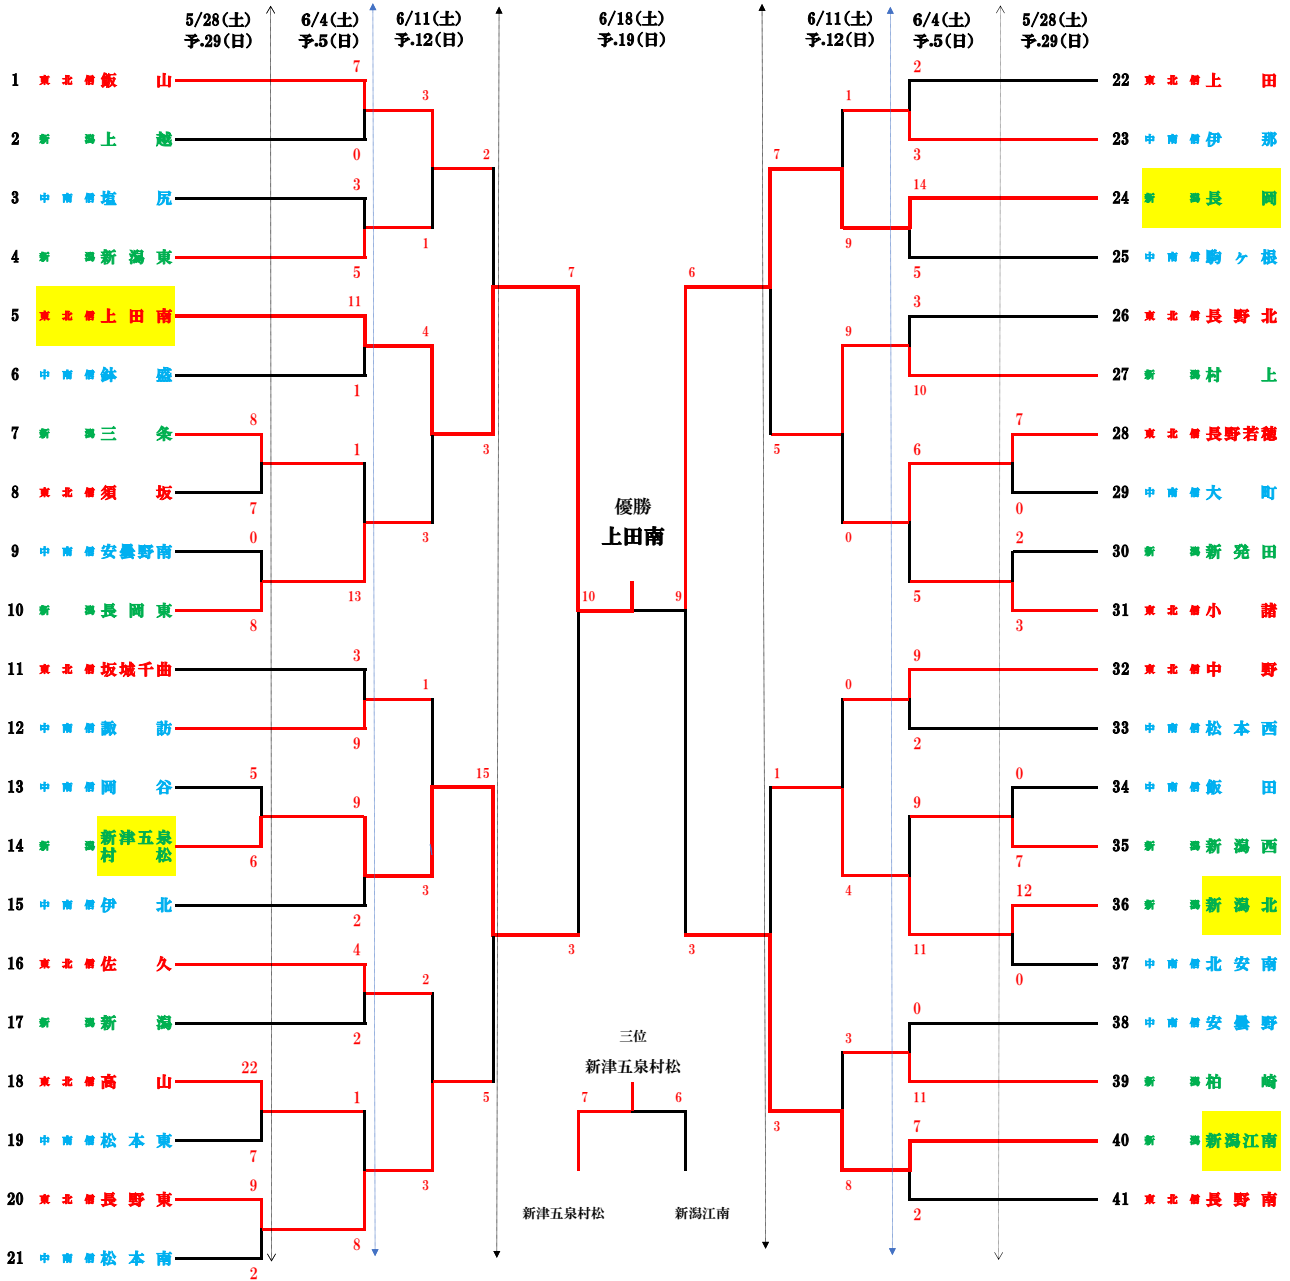 5/28(土) 6/4(土) 6/11(土) 6/18(土) 6/11(土) 6/4(土) 5/28(土)
予.29(日) 予.5(日) 予.12(日) 予.19(日) 予.12(日) 予.5(日) 予.29(日)
1 東北信 飯山
2 新潟 上越
3 中南信 塩尻
4 新潟 新潟東
5 東北信 上田南
6 中南信 鉢盛
7 新潟 三条
8 東北信 須坂
9 中南信 安曇野南
10 新潟 長岡東
11 東北信 坂城千曲
12 中南信 諏訪
13 中南信 岡谷
14 新潟 新津五泉
村松
15 中南信 伊北
16 東北信 佐久
17 新潟 新潟
18 東北信 高山
19 中南信 松本東
20 東北信 長野東
21 中南信 松本南
8
7
0
8
5
6
22
7
9
2
7
0
3
5
11
1
1
13
3
9
9
2
4
2
1
8
3
1
4
3
1
3
2
3
2
3
15
5
7
3
優勝
上田南
10 9
三位
新津五泉村松
7 6
新津五泉村松 新潟江南
6
3
7
5
1
3
1
9
9
0
0
4
3
8
2
3
14
5
3
10
6
5
9
2
9
11
0
11
7
2
7
0
2
3
0
7
12
0
22 東北信 上田
23 中南信 伊那
24 新潟 長岡
25 中南信 駒ヶ根
26 東北信 長野北
27 新潟 村上
28 東北信 長野若穂
29 中南信 大町
30 新潟 新発田
31 東北信 小諸
32 東北信 中野
33 中南信 松本西
34 中南信 飯田
35 新潟 新潟西
36 新潟 新潟北
37 中南信 北安南
38 中南信 安曇野
39 新潟 柏崎
40 新潟 新潟江南
41 東北信 長野南